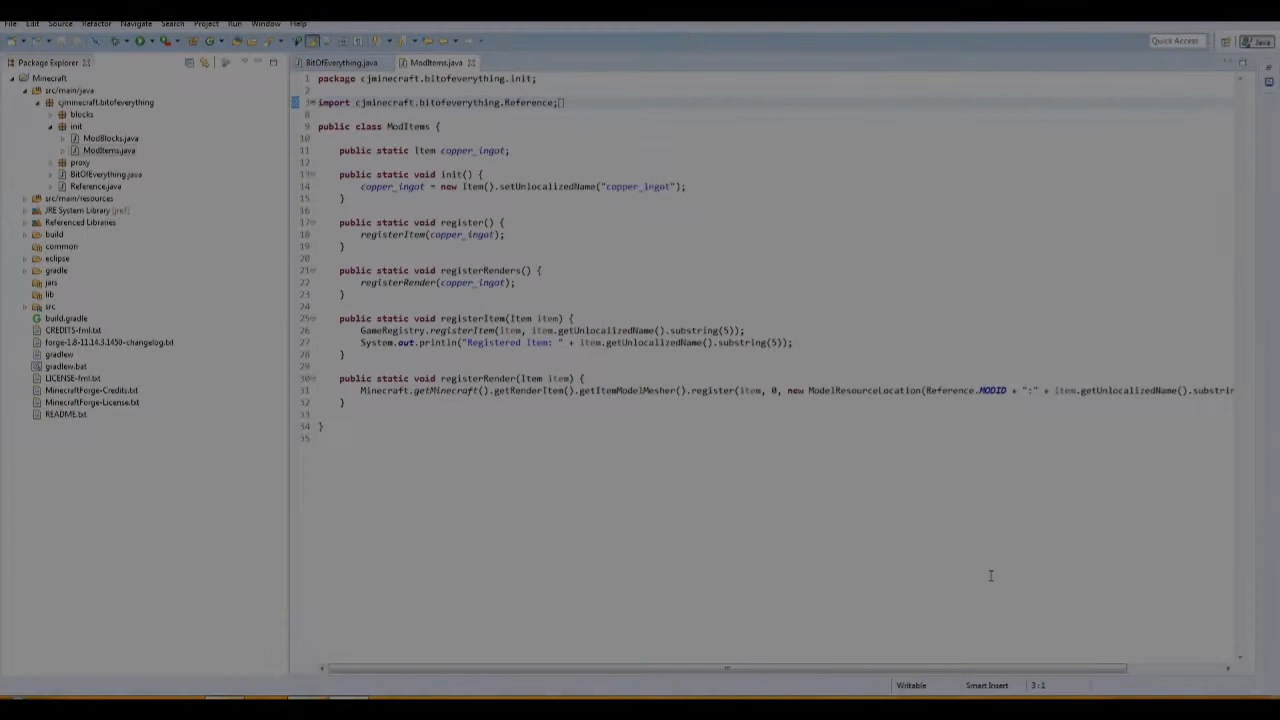 File Edit Source Refactor Navigate Search Project Run Window Help
Quick Access
Java
Package Explorer
BitOfEverything.java
ModItems.java
Minecraft
src/main/java
cjminecraft.bitofeverything
blocks
init
ModBlocks.java
ModItems.java
proxy
BitOfEverything.java
Reference.java
src/main/resources
JRE System Library [jref]
Referenced Libraries
build
common
eclipse
gradle
jars
lib
src
build.gradle
CREDITS-fml.txt
forge-1.8-11.14.3.1450-changelog.txt
gradlew
gradlew.bat
LICENSE-fml.txt
MinecraftForge-Credits.txt
MinecraftForge-License.txt
README.txt
1 package cjminecraft.bitofeverything.init;
2
3 import cjminecraft.bitofeverything.Reference;
8
9 public class ModItems {
10
11 public static Item copper_ingot;
12
13 public static void init() {
14 copper_ingot = new Item().setUnlocalizedName("copper_ingot");
15 }
16
17 public static void register() {
18 registerItem(copper_ingot);
19 }
20
21 public static void registerRenders() {
22 registerRender(copper_ingot);
23 }
24
25 public static void registerItem(Item item) {
26 GameRegistry.registerItem(item, item.getUnlocalizedName().substring(5));
27 System.out.println("Registered Item: " + item.getUnlocalizedName().substring(5));
28 }
29
30 public static void registerRender(Item item) {
31 Minecraft.getMinecraft().getRenderItem().getItemModelMesher().register(item, 0, new ModelResourceLocation(Reference.MODID + ":" + item.getUnlocalizedName().substrin
32 }
33
34 }
35
Writable Smart Insert 3 : 1